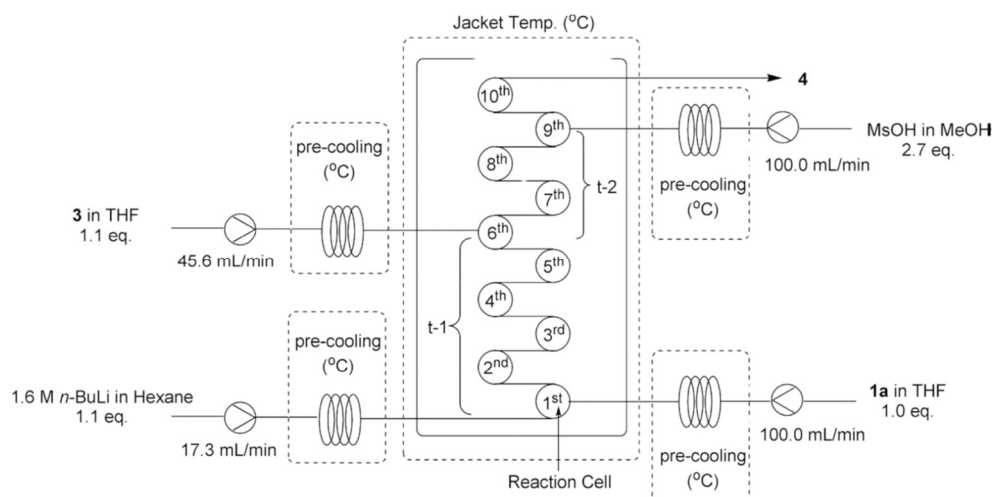 Jacket Temp. (°C)
10th
4
9th
MsOH in MeOH
2.7 eq.
100.0 mL/min
pre-cooling
(°C)
8th
t-2
7th
pre-cooling
(°C)
3 in THF
1.1 eq.
45.6 mL/min
6th
5th
4th
t-1
3rd
pre-cooling
(°C)
2nd
1.6 M n-BuLi in Hexane
1.1 eq.
17.3 mL/min
1st
1a in THF
1.0 eq.
100.0 mL/min
pre-cooling
(°C)
Reaction Cell